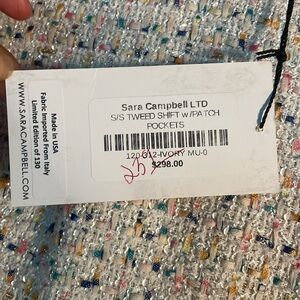 Sara Campbell LTD
S/S TWEED SHIFT w/PATCH
POCKETS
$298.00
Made in USA
Fabric Imported From Italy
Limited Edition of 130
WWW.SARACAMPBELL.COM